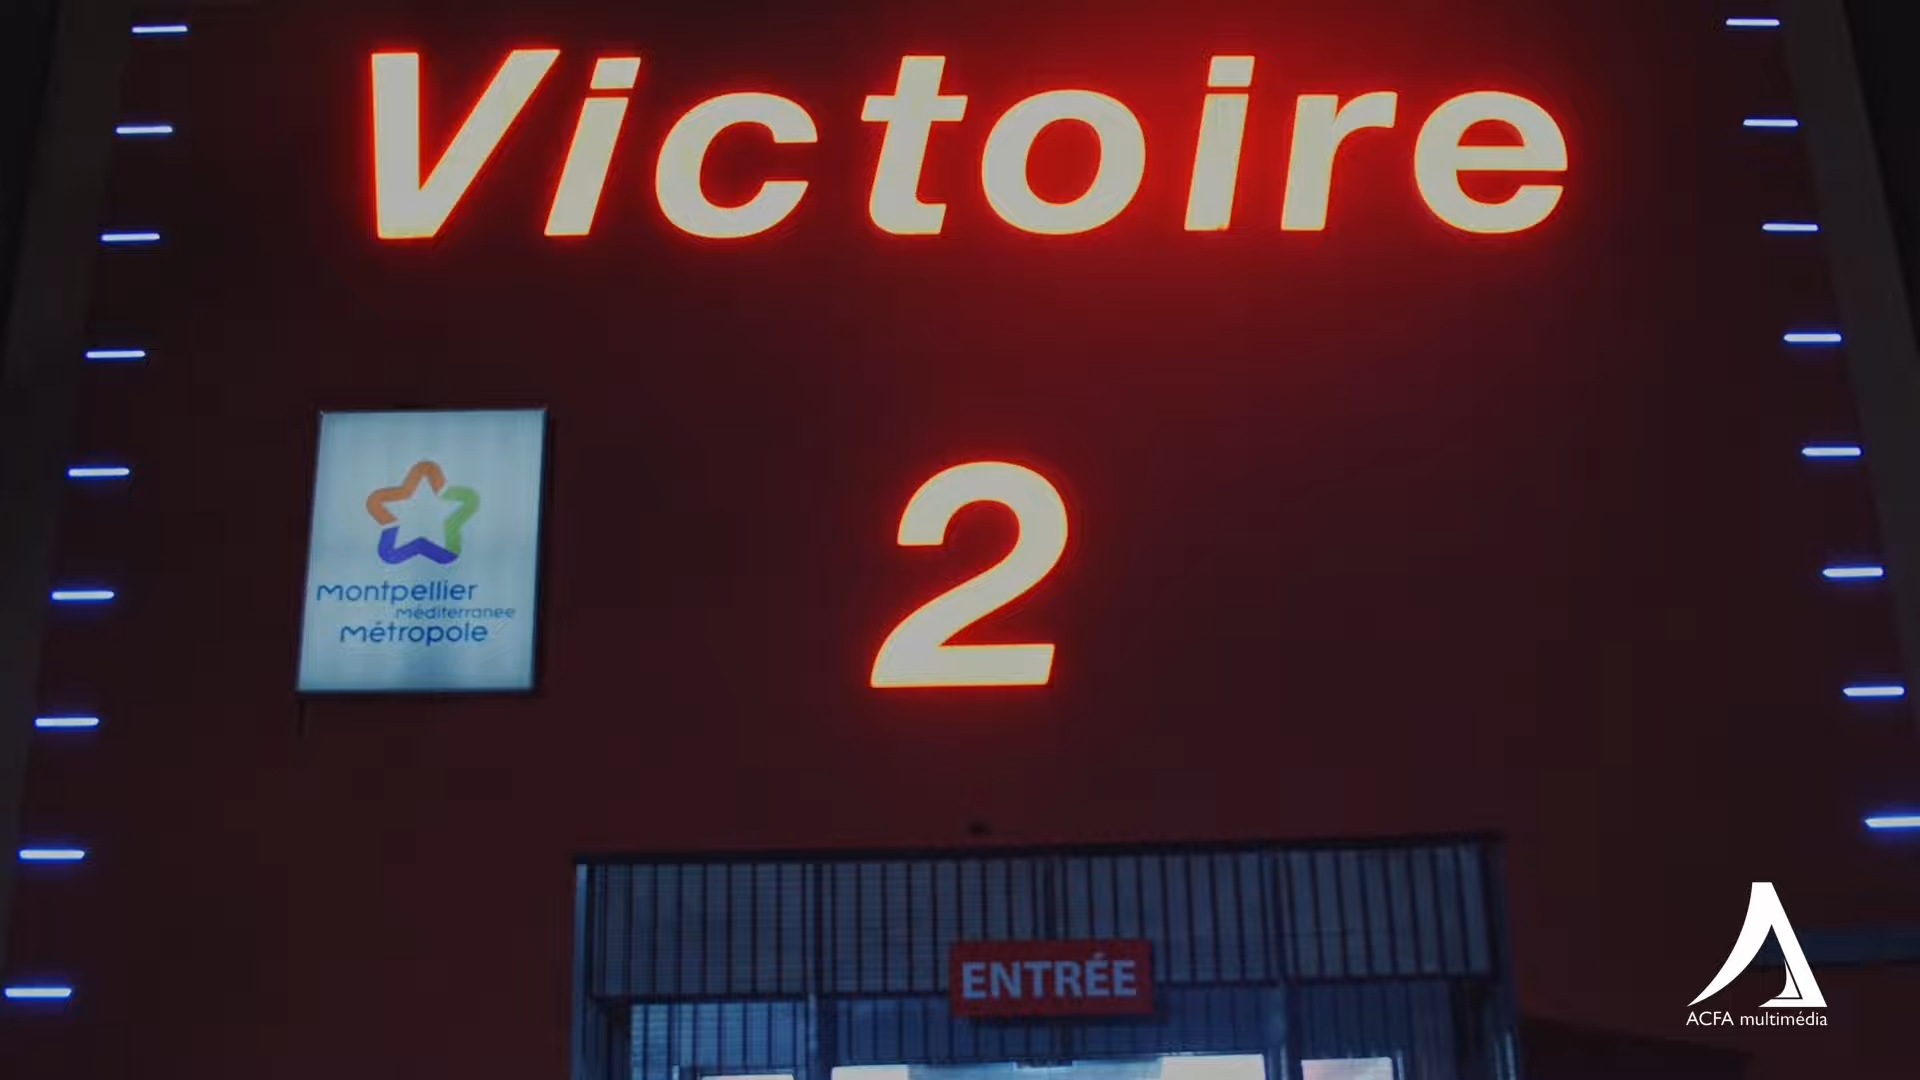 Victoire
2
montpellier
méditerranée
métropole
ENTRÉE
ACFA multimédia